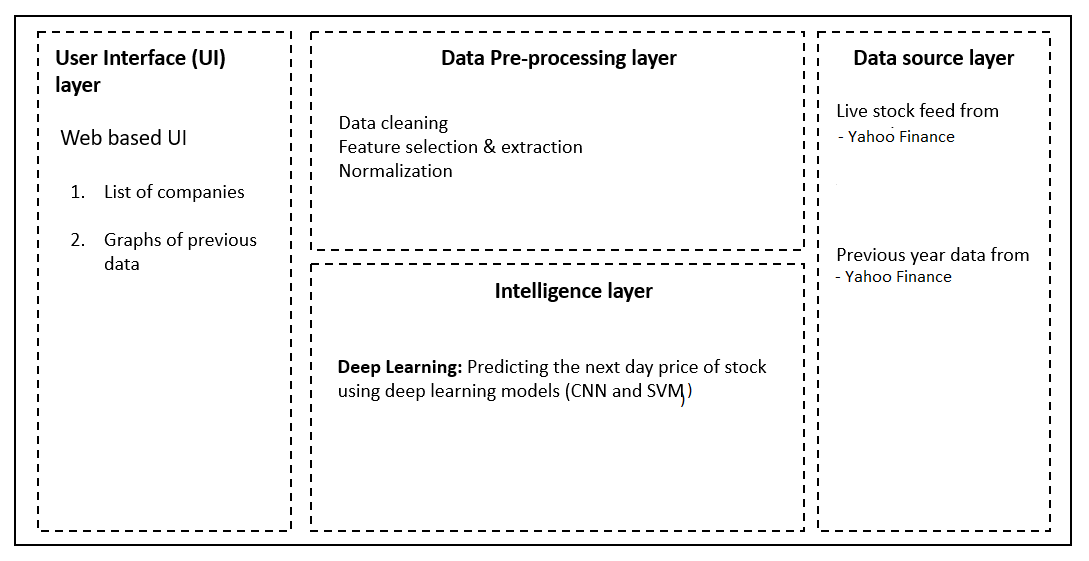 User Interface (UI)
layer
Web based UI
1. List of companies
2. Graphs of previous
data
Data Pre-processing layer
Data cleaning
Feature selection & extraction
Normalization
Intelligence layer
Deep Learning: Predicting the next day price of stock
using deep learning models (CNN and SVM))
Data source layer
Live stock feed from
- Yahoo Finance
Previous year data from
- Yahoo Finance